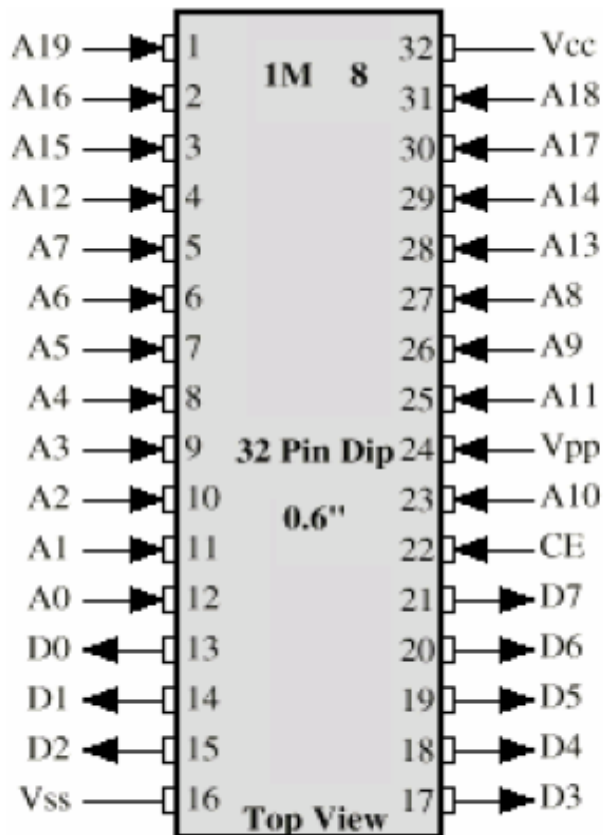 A19 1 32 Vcc
1M 8
A16 2 31 A18
A15 3 30 A17
A12 4 29 A14
A7 5 28 A13
A6 6 27 A8
A5 7 26 A9
A4 8 25 A11
A3 9 32 Pin Dip 24 Vpp
A2 10 23 A10
0.6"
A1 11 22 CE
A0 12 21 D7
D0 13 20 D6
D1 14 19 D5
D2 15 18 D4
Vss 16 17 D3
Top View